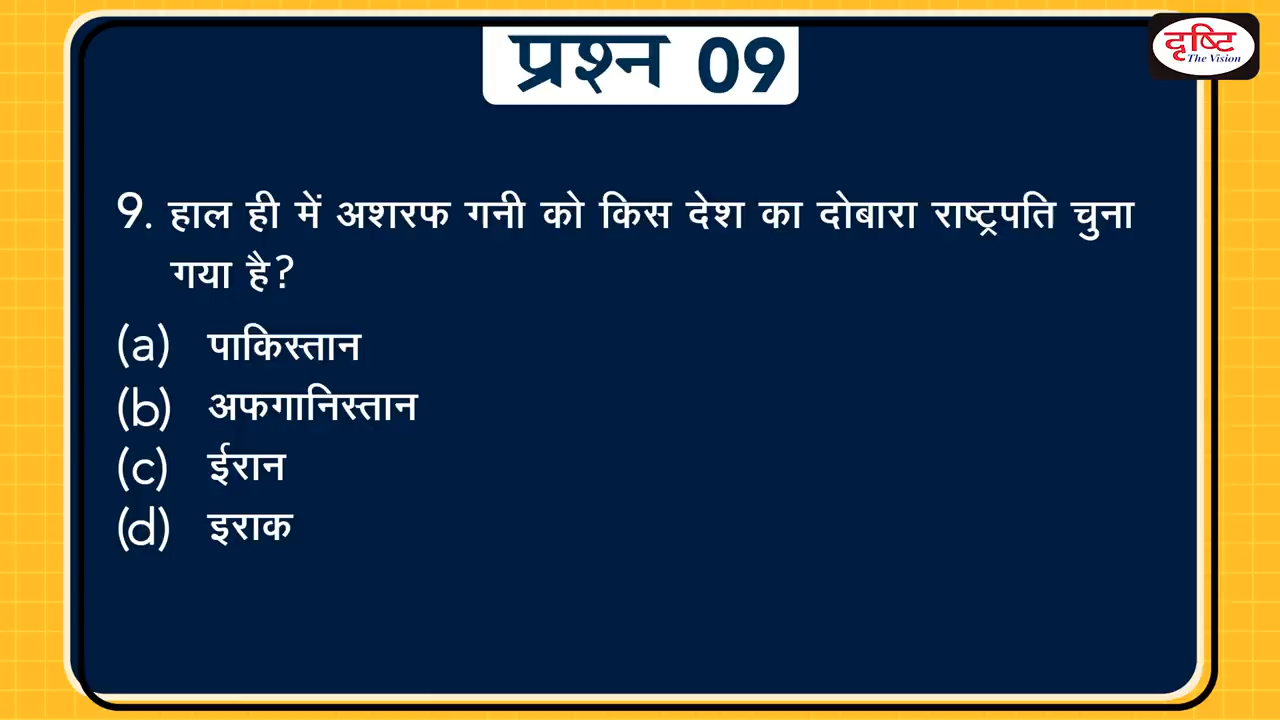 प्रश्न 09
दृष्टि
The Vision
9. हाल ही में अशरफ गनी को किस देश का दोबारा राष्ट्रपति चुना
गया है?
(a) पाकिस्तान
(b) अफगानिस्तान
(c) ईरान
(d) इराक